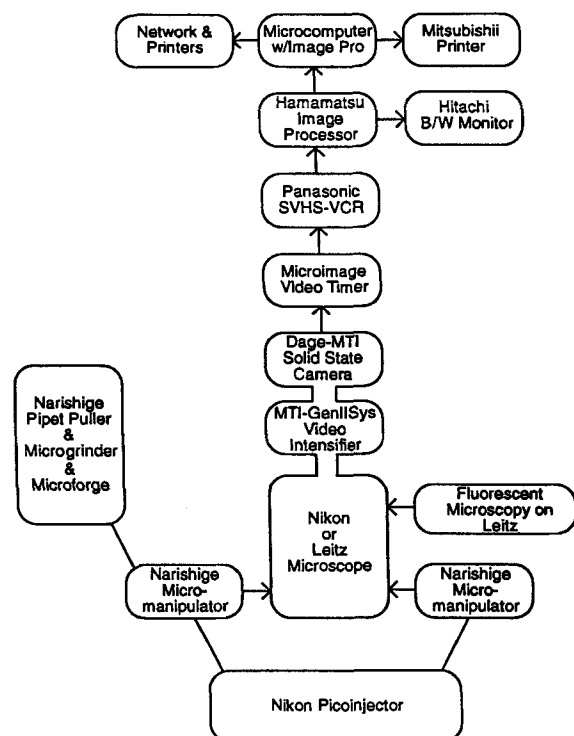 Network &
Printers
Microcomputer
w/Image Pro
Mitsubishii
Printer
Hamamatsu
Image
Processor
Hitachi
B/W Monitor
Panasonic
SVHS-VCR
Microimage
Video Timer
Dage-MTI
Solid State
Camera
MTI-GenIISys
Video
Intensifier
Narishige
Pipet Puller
&
Microgrinder
&
Microforge
Nikon
or
Leitz
Microscope
Fluorescent
Microscopy on
Leitz
Narishige
Micro-
manipulator
Narishige
Micro-
manipulator
Nikon Picoinjector